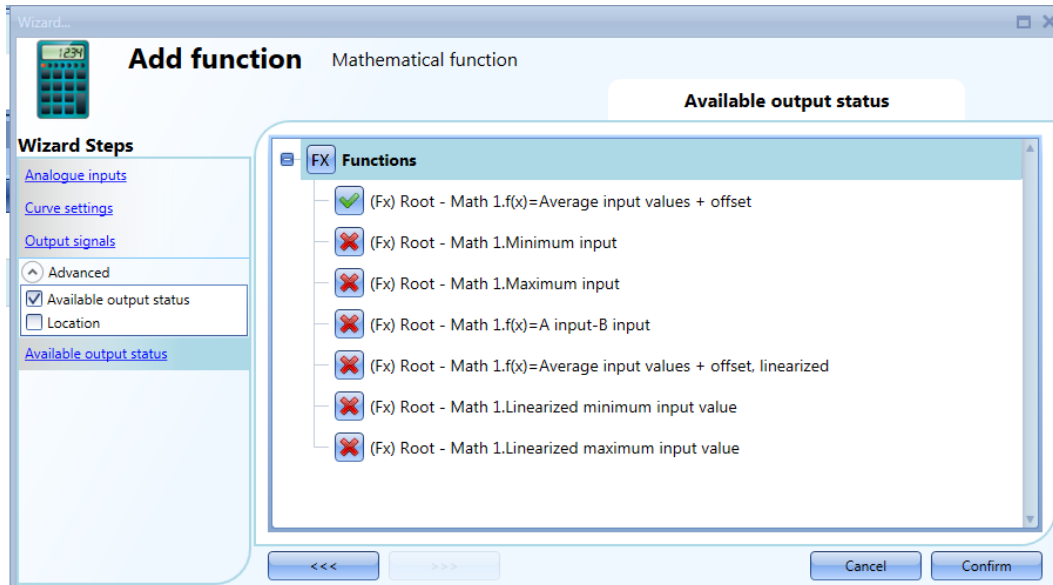 Wizard...
1234
Add function
Mathematical function
Available output status
Wizard Steps
Analogue inputs
Curve settings
Output signals
Advanced
Available output status
Location
Available output status
FX Functions
(Fx) Root - Math 1.f(x)=Average input values + offset
(Fx) Root - Math 1.Minimum input
(Fx) Root - Math 1.Maximum input
(Fx) Root - Math 1.f(x)=A input-B input
(Fx) Root - Math 1.f(x)=Average input values + offset, linearized
(Fx) Root - Math 1.Linearized minimum input value
(Fx) Root - Math 1.Linearized maximum input value
<<<
>>>
Cancel
Confirm